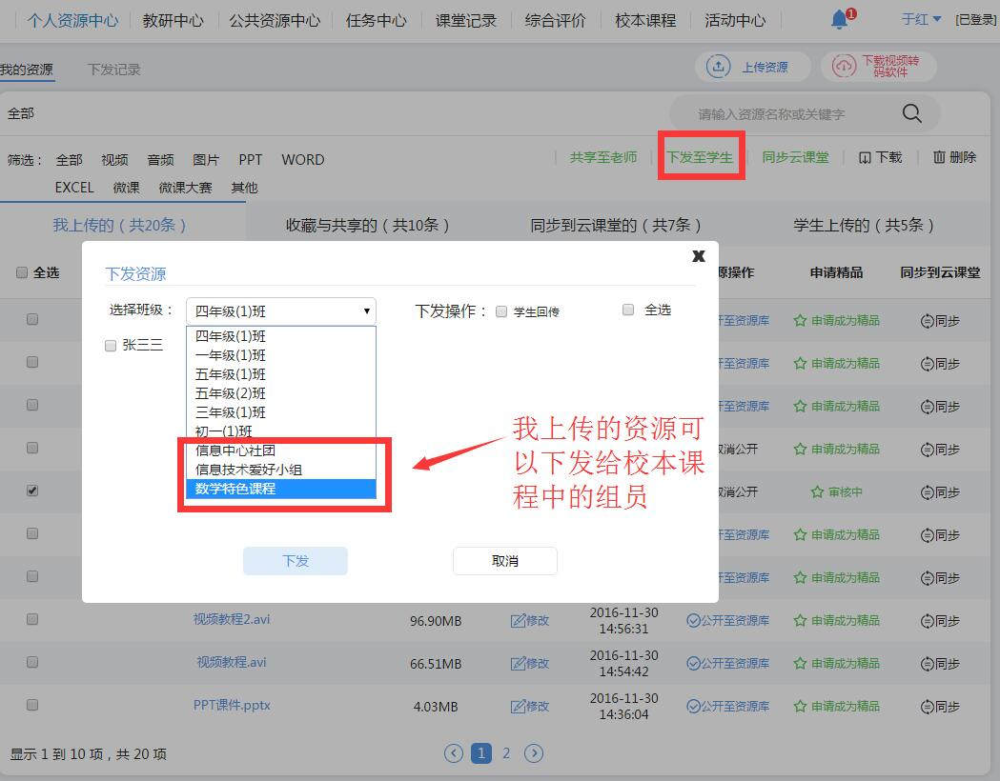 个人资源中心 教研中心 公共资源中心 任务中心 课堂记录 综合评价 校本课程 活动中心 1 于红 [已登录]
我的资源 下发记录 上传资源 下载视频转码软件
全部 请输入资源名称或关键字
筛选： 全部 视频 音频 图片 PPT WORD 共享至老师 下发至学生 同步云课堂 下载 删除
EXCEL 微课 微课大赛 其他
我上传的（共20条） 收藏与共享的（共10条） 同步到云课堂的（共7条） 学生上传的（共5条）
全选 源操作 申请精品 同步到云课堂
下发资源 X
选择班级： 四年级(1)班 下发操作： 学生回传 全选
张三三
四年级(1)班
一年级(1)班
五年级(1)班
五年级(2)班
三年级(1)班
初一(1)班
信息中心社团
信息技术爱好小组
数学特色课程
我上传的资源可
以下发给校本课
程中的组员
下发 取消
开至资源库 申请成为精品 同步
开至资源库 申请成为精品 同步
开至资源库 申请成为精品 同步
取消公开 申请成为精品 同步
取消公开 审核中 同步
开至资源库 申请成为精品 同步
开至资源库 申请成为精品 同步
视频教程2.avi 96.90MB 修改 2016-11-30 14:56:31 公开至资源库 申请成为精品 同步
视频教程.avi 66.51MB 修改 2016-11-30 14:54:42 公开至资源库 申请成为精品 同步
PPT课件.pptx 4.03MB 修改 2016-11-30 14:36:04 公开至资源库 申请成为精品 同步
显示 1 到 10 项，共 20 项 1 2